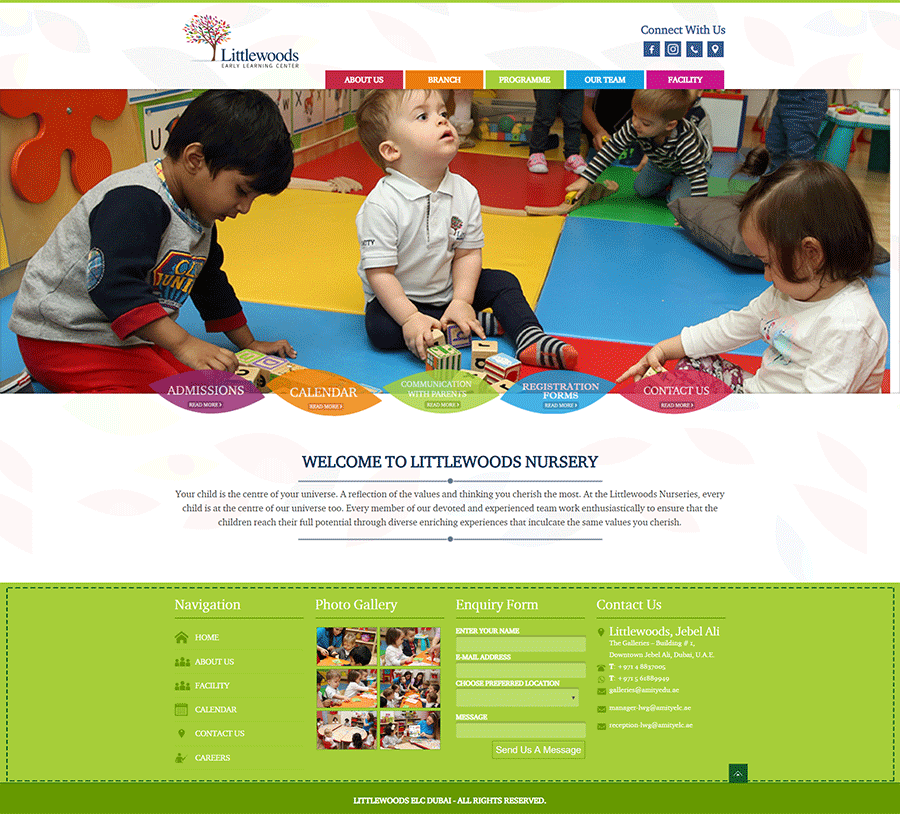 Connect With Us
Littlewoods
EARLY LEARNING CENTER
ABOUT US
BRANCH
PROGRAMME
OUR TEAM
FACILITY
ADMISSIONS
READ MORE
CALENDAR
READ MORE
COMMUNICATION
WITH PARENTS
READ MORE
REGISTRATION
FORMS
READ MORE
CONTACT US
READ MORE
WELCOME TO LITTLEWOODS NURSERY
Your child is the centre of your universe. A reflection of the values and thinking you cherish the most. At the Littlewoods Nurseries, every
child is at the centre of our universe too. Every member of our devoted and experienced team work enthusiastically to ensure that the
children reach their full potential through diverse enriching experiences that inculcate the same values you cherish.
Navigation
HOME
ABOUT US
FACILITY
CALENDAR
CONTACT US
CAREERS
Photo Gallery
Enquiry Form
ENTER YOUR NAME
E-MAIL ADDRESS
CHOOSE PREFERRED LOCATION
MESSAGE
Send Us A Message
Contact Us
Littlewoods, Jebel Ali
The Galleries – Building # 1,
Downtown Jebel Ali, Dubai, U.A.E.
T: +971 4 8837005
T: +971 5 61889949
galleries@amityedu.ae
manager-lwg@amityelc.ae
reception-lwg@amityelc.ae
LITTLEWOODS ELC DUBAI - ALL RIGHTS RESERVED.